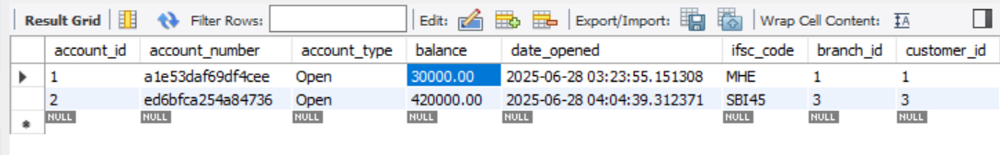 Result Grid Filter Rows: Edit: Export/Import: Wrap Cell Content: IA
account_id account_number account_type balance date_opened ifsc_code branch_id customer_id
1 a1e53daf69df4cee Open 30000.00 2025-06-28 03:23:55.151308 MHE 1 1
2 ed6bfca254a84736 Open 420000.00 2025-06-28 04:04:39.312371 SBI45 3 3
NULL NULL NULL NULL NULL NULL NULL NULL